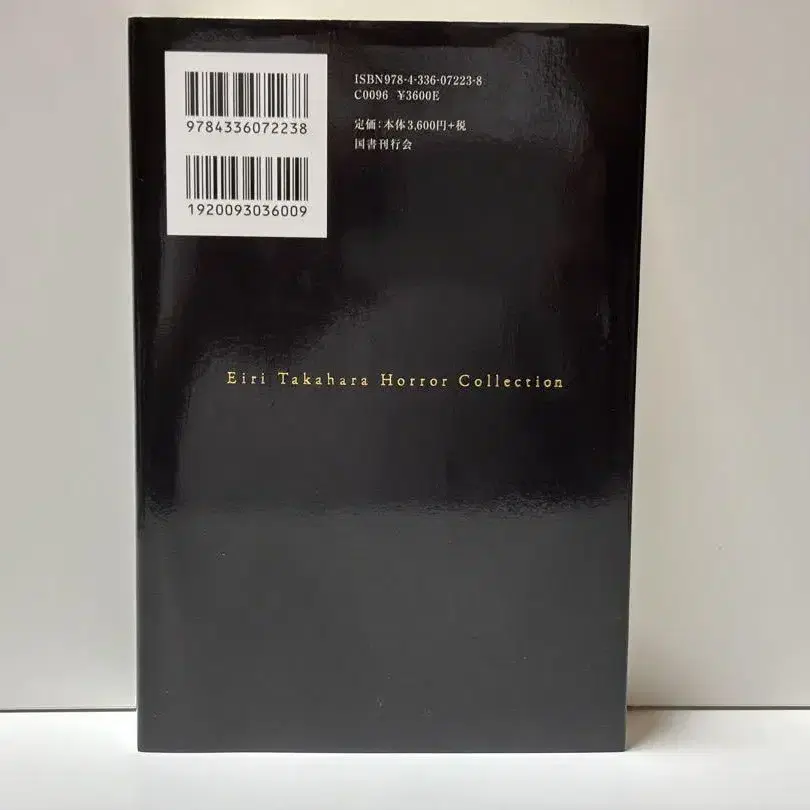 ISBN978-4-336-07223-8
C0096 ¥3600E
9784336072238
定価:本体3,600円+税
国書刊行会
1920093036009
Eiri Takahara Horror Collection